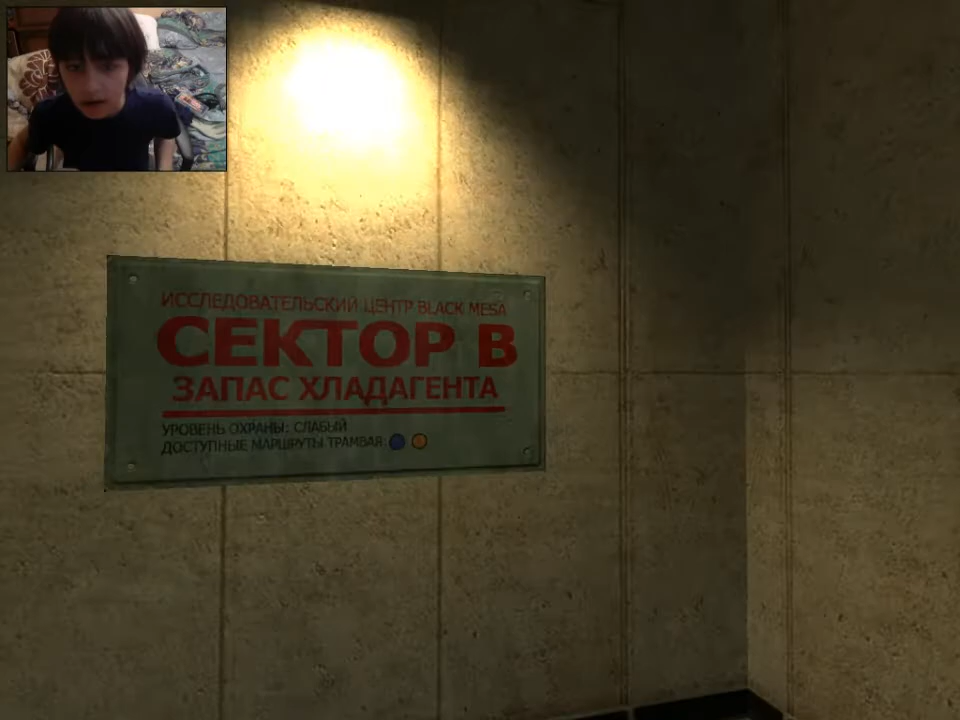 ИССЛЕДОВАТЕЛЬСКИЙ ЦЕНТР BLACK MESA
СЕКТОР B
ЗАПАС ХЛАДАГЕНТА
УРОВЕНЬ ОХРАНЫ: СЛАБЫЙ
ДОСТУПНЫЕ МАРШРУТЫ ТРАМВАЯ: